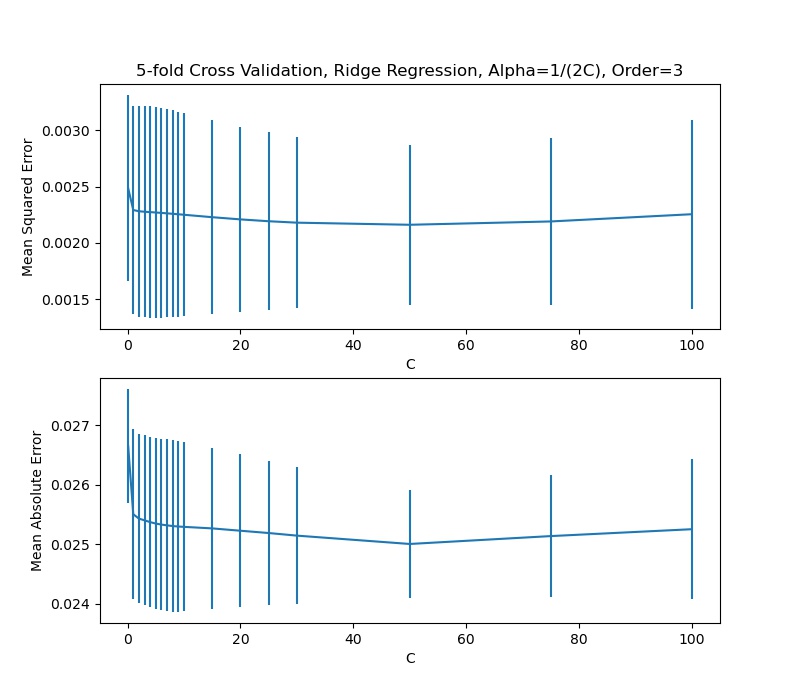 5-fold Cross Validation, Ridge Regression, Alpha=1/(2C), Order=3
Mean Squared Error
0.0030
0.0025
0.0020
0.0015
0 20 40 60 80 100
C
Mean Absolute Error
0.027
0.026
0.025
0.024
0 20 40 60 80 100
C